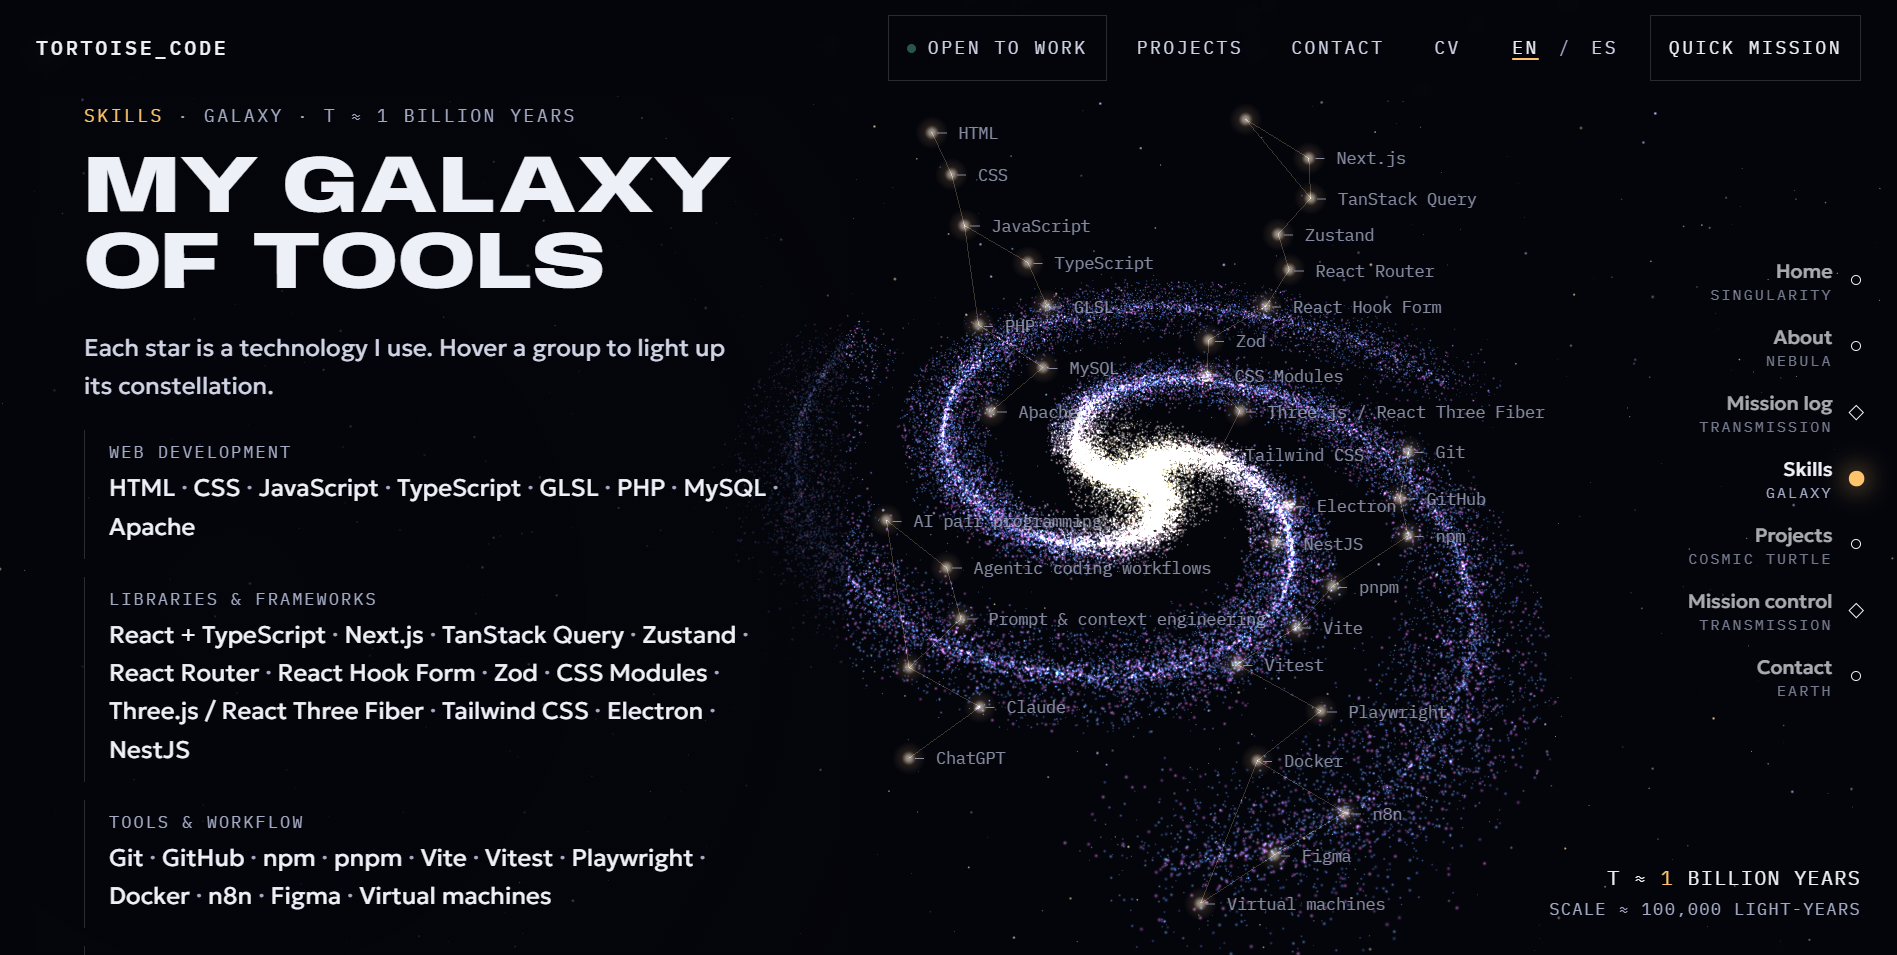 TORTOISE_CODE
OPEN TO WORK
PROJECTS
CONTACT
CV
EN / ES
QUICK MISSION
SKILLS · GALAXY · T ≈ 1 BILLION YEARS
MY GALAXY
OF TOOLS
Each star is a technology I use. Hover a group to light up
its constellation.
WEB DEVELOPMENT
HTML · CSS · JavaScript · TypeScript · GLSL · PHP · MySQL ·
Apache
LIBRARIES & FRAMEWORKS
React + TypeScript · Next.js · TanStack Query · Zustand ·
React Router · React Hook Form · Zod · CSS Modules ·
Three.js / React Three Fiber · Tailwind CSS · Electron ·
NestJS
TOOLS & WORKFLOW
Git · GitHub · npm · pnpm · Vite · Vitest · Playwright ·
Docker · n8n · Figma · Virtual machines
HTML
CSS
JavaScript
TypeScript
GLSL
PHP
MySQL
Apache
Next.js
TanStack Query
Zustand
React Router
React Hook Form
Zod
CSS Modules
Three.js / React Three Fiber
Tailwind CSS
Electron
NestJS
Git
GitHub
npm
pnpm
Vite
Vitest
Playwright
Docker
n8n
Figma
Virtual machines
AI pair programming
Agentic coding workflows
Prompt & context engineering
Claude
ChatGPT
Home
SINGULARITY
About
NEBULA
Mission log
TRANSMISSION
Skills
GALAXY
Projects
COSMIC TURTLE
Mission control
TRANSMISSION
Contact
EARTH
T ≈ 1 BILLION YEARS
SCALE ≈ 100,000 LIGHT-YEARS